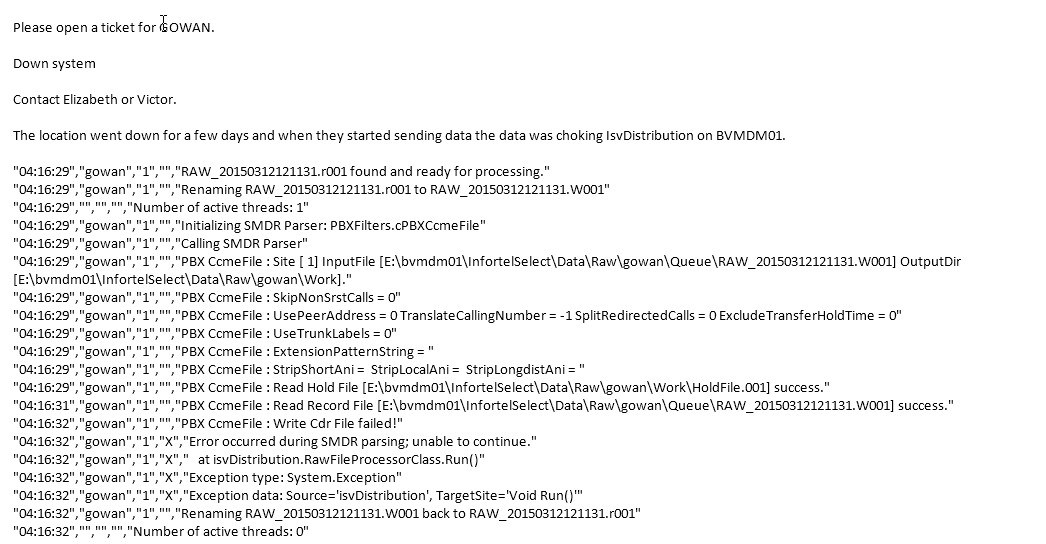 Please open a ticket for GOWAN.
Down system
Contact Elizabeth or Victor.
The location went down for a few days and when they started sending data the data was choking IsvDistribution on BVMDM01.
"04:16:29","gowan","1","","RAW_20150312121131.r001 found and ready for processing."
"04:16:29","gowan","1","","Renaming RAW_20150312121131.r001 to RAW_20150312121131.W001"
"04:16:29","","","","Number of active threads: 1"
"04:16:29","gowan","1","","Initializing SMDR Parser: PBXFilters.cPBXCcmeFile"
"04:16:29","gowan","1","","Calling SMDR Parser"
"04:16:29","gowan","1","","PBX CcmeFile : Site [ 1] InputFile [E:\bvmdm01\InfortelSelect\Data\Raw\gowan\Queue\RAW_20150312121131.W001] OutputDir
[E:\bvmdm01\InfortelSelect\Data\Raw\gowan\Work]."
"04:16:29","gowan","1","","PBX CcmeFile : SkipNonSrstCalls = 0"
"04:16:29","gowan","1","","PBX CcmeFile : UsePeerAddress = 0 TranslateCallingNumber = -1 SplitRedirectedCalls = 0 ExcludeTransferHoldTime = 0"
"04:16:29","gowan","1","","PBX CcmeFile : UseTrunkLabels = 0"
"04:16:29","gowan","1","","PBX CcmeFile : ExtensionPatternString = "
"04:16:29","gowan","1","","PBX CcmeFile : StripShortAni =  StripLocalAni =  StripLongdistAni = "
"04:16:29","gowan","1","","PBX CcmeFile : Read Hold File [E:\bvmdm01\InfortelSelect\Data\Raw\gowan\Work\HoldFile.001] success."
"04:16:31","gowan","1","","PBX CcmeFile : Read Record File [E:\bvmdm01\InfortelSelect\Data\Raw\gowan\Queue\RAW_20150312121131.W001] success."
"04:16:32","gowan","1","","PBX CcmeFile : Write Cdr File failed!"
"04:16:32","gowan","1","X","Error occurred during SMDR parsing; unable to continue."
"04:16:32","gowan","1","X","   at isvDistribution.RawFileProcessorClass.Run()"
"04:16:32","gowan","1","X","Exception type: System.Exception"
"04:16:32","gowan","1","X","Exception data: Source='isvDistribution', TargetSite='Void Run()'"
"04:16:32","gowan","1","","Renaming RAW_20150312121131.W001 back to RAW_20150312121131.r001"
"04:16:32","","","","Number of active threads: 0"